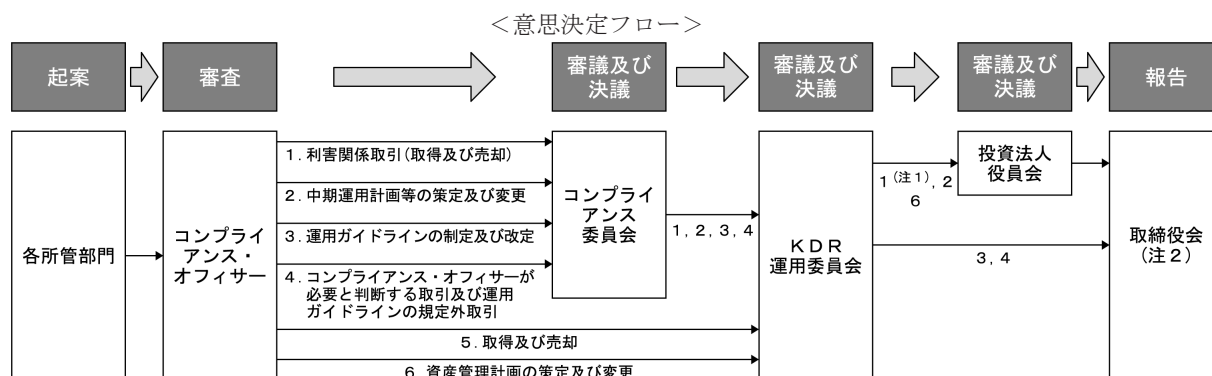 ＜意思決定フロー＞
起案
審査
審議及び
決議
審議及び
決議
審議及び
決議
報告
各所管部門
コンプライ
アンス・
オフィサー
1．利害関係取引(取得及び売却)
2．中期運用計画等の策定及び変更
3．運用ガイドラインの制定及び改定
4．コンプライアンス・オフィサーが
必要と判断する取引及び運用
ガイドラインの規定外取引
5．取得及び売却
6．資産管理計画の策定及び変更
コンプライ
アンス
委員会
1，2，3，4
ＫＤＲ
運用委員会
1（注1），2
6
3，4
投資法人
役員会
取締役会
（注2）